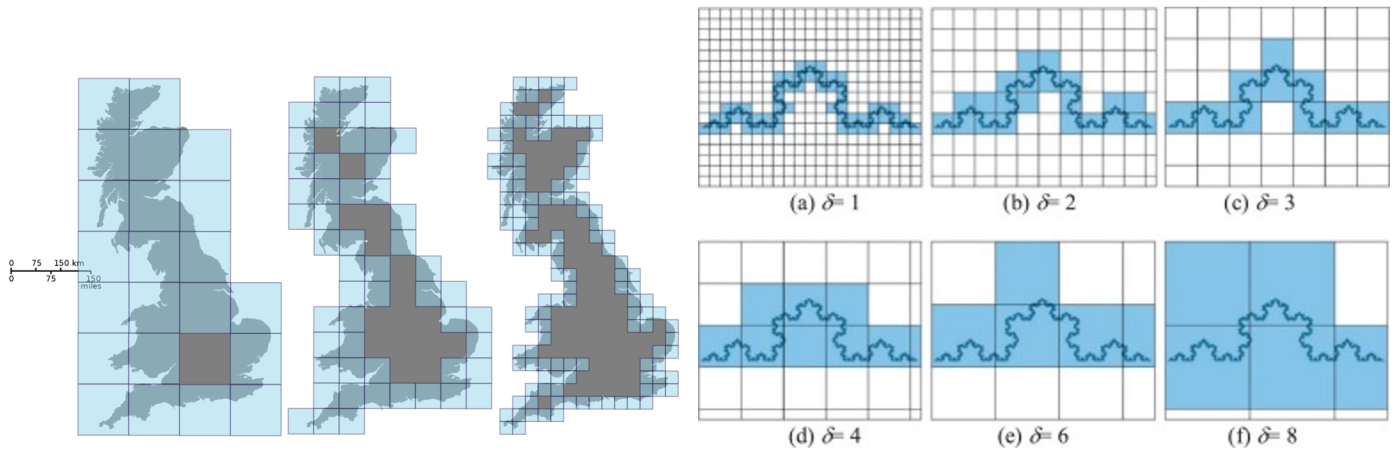 0 75 150 km
0 75 150
miles
(a) δ= 1
(b) δ= 2
(c) δ= 3
(d) δ=4
(e) δ=6
(f) δ= 8